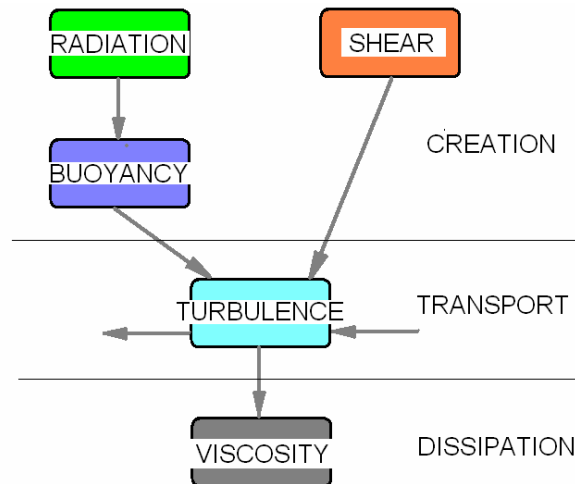 RADIATION
SHEAR
CREATION
BUOYANCY
TURBULENCE
TRANSPORT
VISCOSITY
DISSIPATION